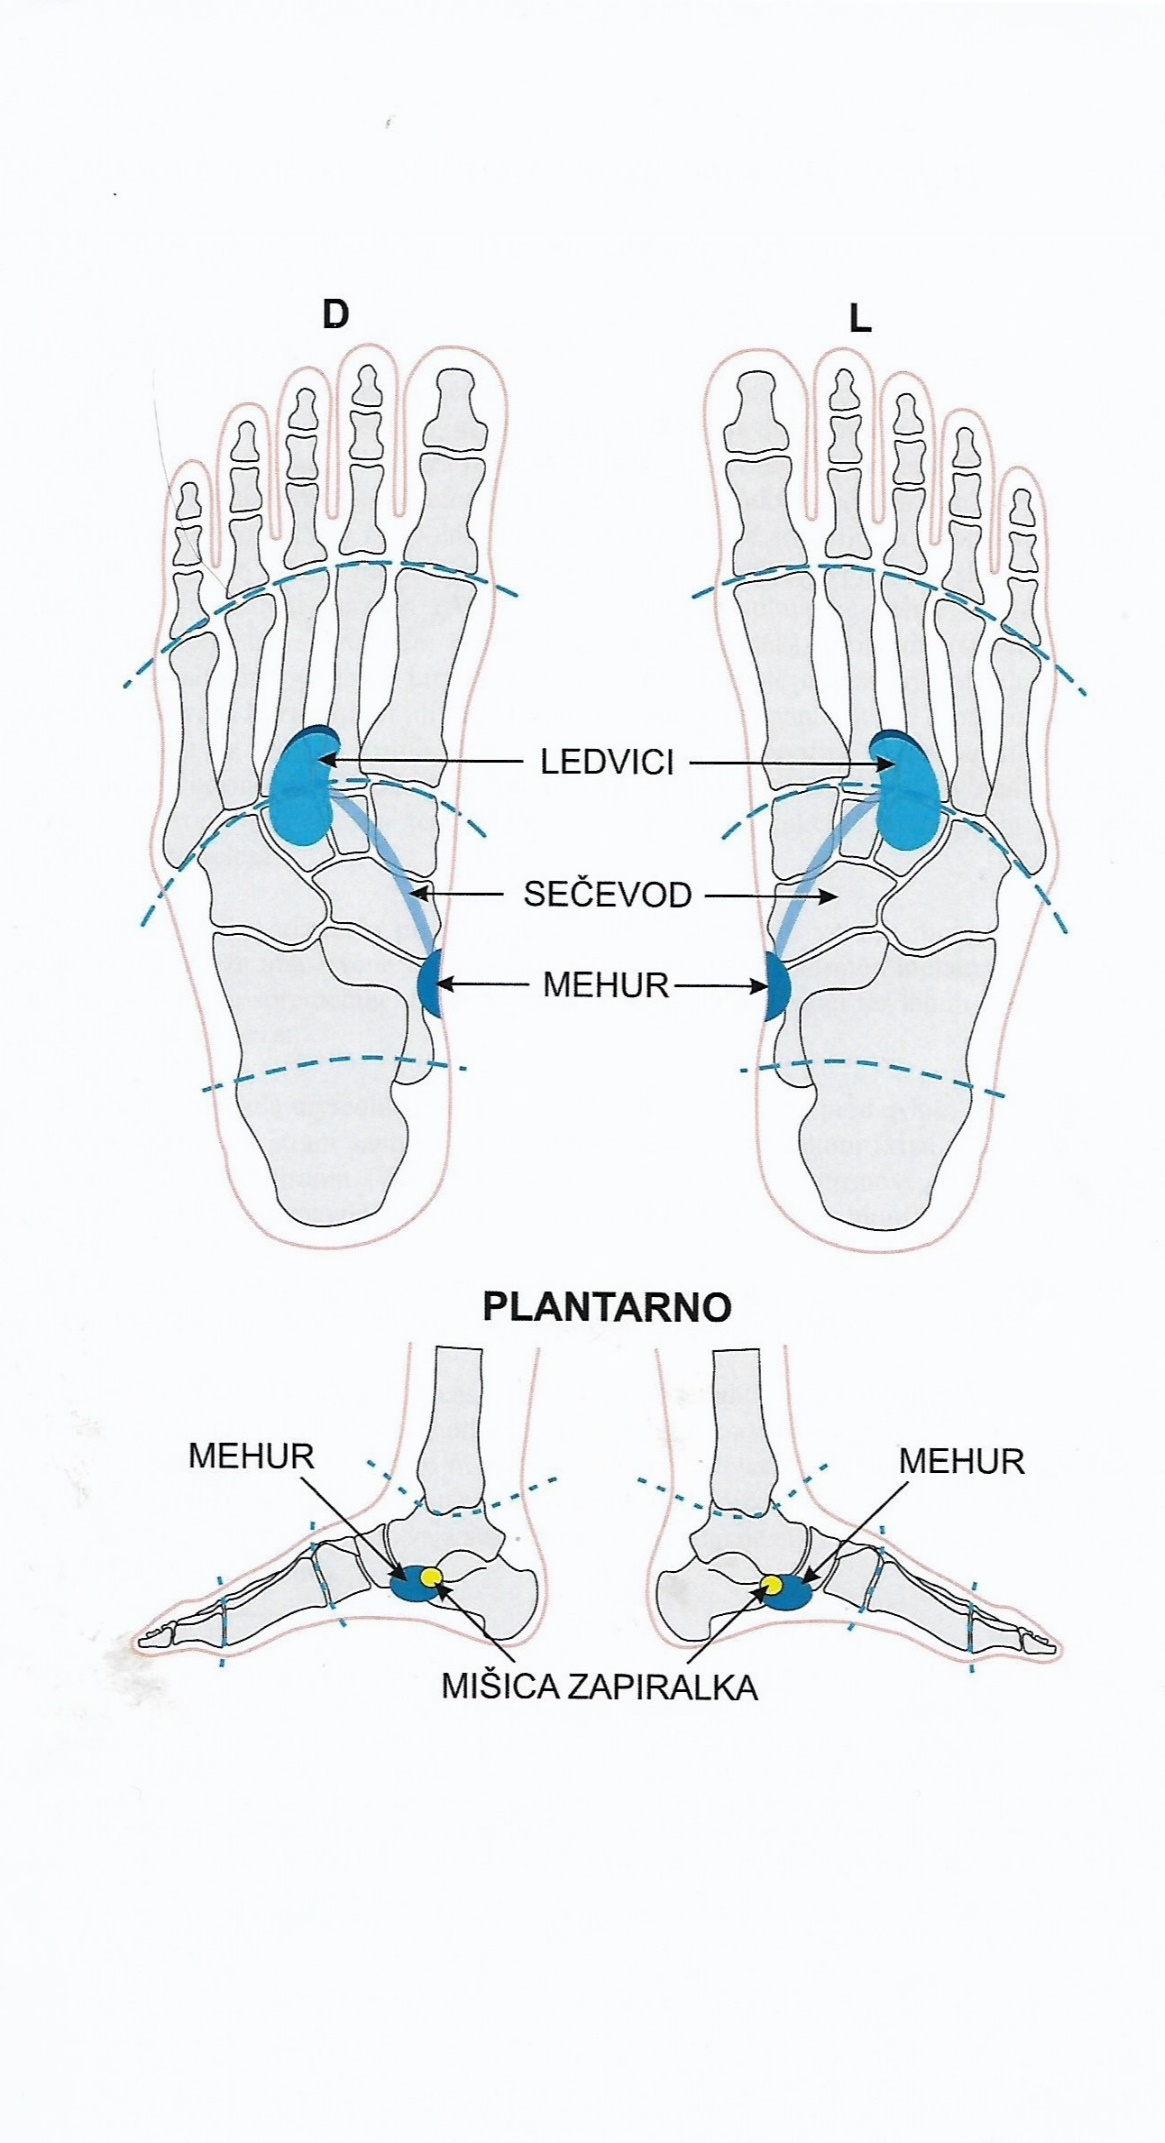 D
L
LEDVICI
SEČEVOD
MEHUR
PLANTARNO
MEHUR
MEHUR
MIŠICA ZAPIRALKA